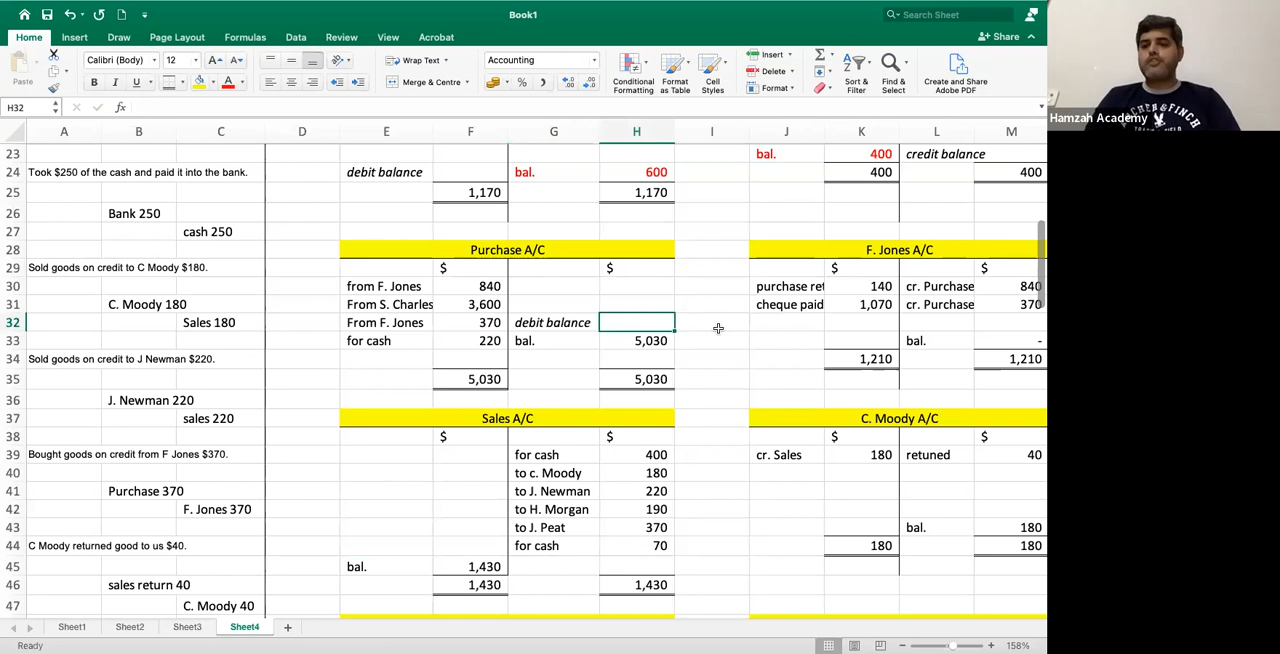 Book1
Search Sheet
Home Insert Draw Page Layout Formulas Data Review View Acrobat
Share
Paste
Calibri (Body) 12
Wrap Text
Merge & Centre
Accounting
Conditional Formatting
Format as Table
Cell Styles
Insert
Delete
Format
Sort & Filter
Find & Select
Create and Share Adobe PDF
H32
fx
Hamzah Academy
A B C D E F G H I J K L M
23 bal. 400 credit balance
24 Took $250 of the cash and paid it into the bank. debit balance bal. 600 400 400
25 1,170 1,170
26 Bank 250
27 cash 250
28 Purchase A/C F. Jones A/C
29 Sold goods on credit to C Moody $180. $ $ $ $
30 from F. Jones 840 purchase ret 140 cr. Purchase 840
31 C. Moody 180 From S. Charles 3,600 cheque paid 1,070 cr. Purchase 370
32 Sales 180 From F. Jones 370 debit balance
33 for cash 220 bal. 5,030 bal. -
34 Sold goods on credit to J Newman $220. 1,210 1,210
35 5,030 5,030
36 J. Newman 220
37 sales 220 Sales A/C C. Moody A/C
38 $ $ $ $
39 Bought goods on credit from F Jones $370. for cash 400 cr. Sales 180 retuned 40
40 to c. Moody 180
41 Purchase 370 to J. Newman 220
42 F. Jones 370 to H. Morgan 190
43 to J. Peat 370 bal. 180
44 C Moody returned good to us $40. for cash 70 180 180
45 bal. 1,430
46 sales return 40 1,430 1,430
47 C. Moody 40
Sheet1 Sheet2 Sheet3 Sheet4 +
Ready 158%